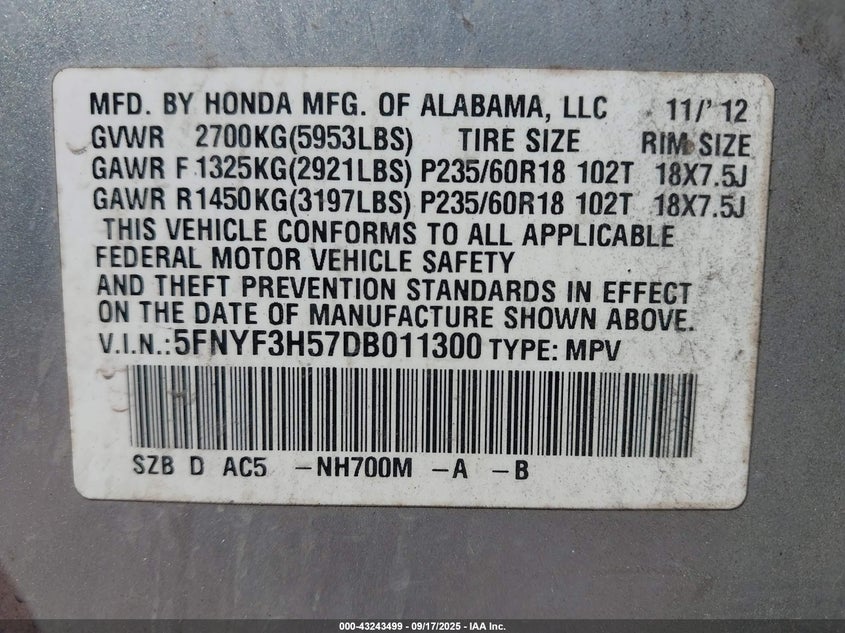 MFD. BY HONDA MFG. OF ALABAMA, LLC 11/'12
GVWR 2700KG(5953LBS) TIRE SIZE RIM SIZE
GAWR F 1325KG(2921LBS) P235/60R18 102T 18X7.5J
GAWR R1450KG(3197LBS) P235/60R18 102T 18X7.5J
THIS VEHICLE CONFORMS TO ALL APPLICABLE
FEDERAL MOTOR VEHICLE SAFETY
AND THEFT PREVENTION STANDARDS IN EFFECT
ON THE DATE OF MANUFACTURE SHOWN ABOVE.
V.I.N.:5FNYF3H57DB011300 TYPE: MPV
SZB D AC5 -NH700M -A -B
000-43243499 - 09/17/2025 - IAA Inc.